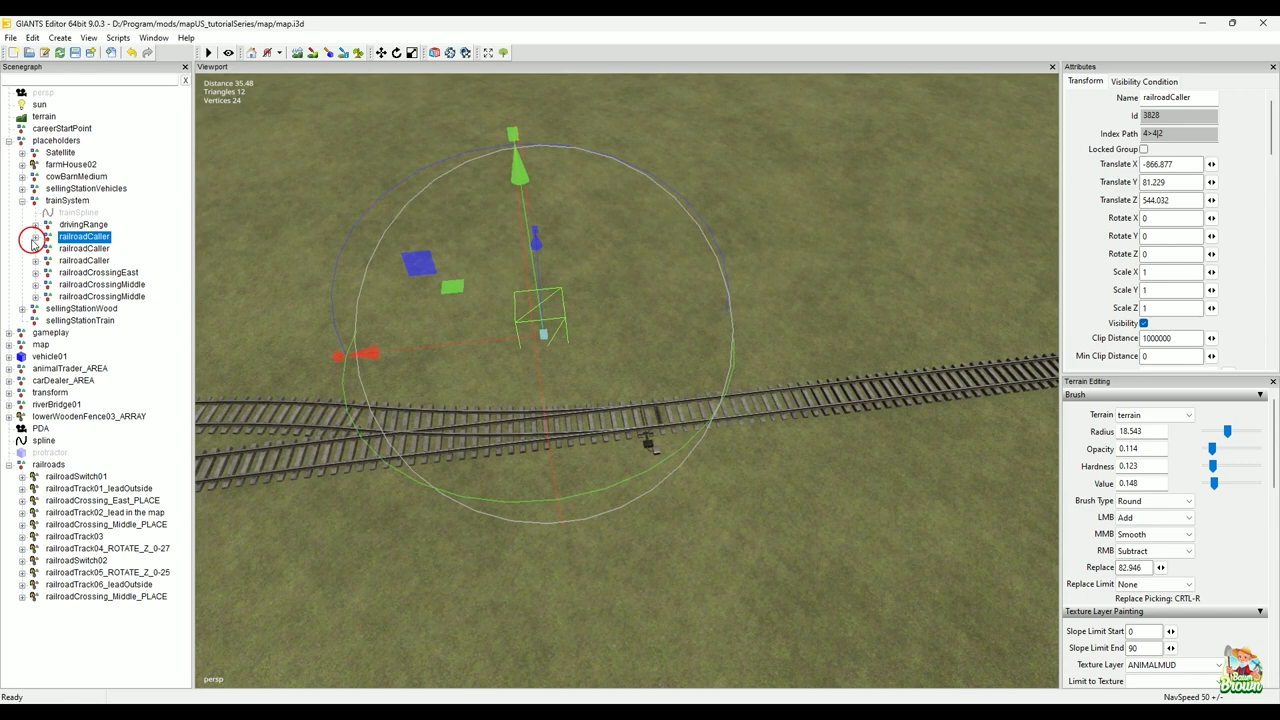 GIANTS Editor 64bit 9.0.3 - D:/Program/mods/mapUS_tutorialSeries/map/map.i3d
File Edit Create View Scripts Window Help
Scenegraph
X
persp
sun
terrain
careerStartPoint
placeholders
Satellite
farmHouse02
cowBarnMedium
sellingStationVehicles
trainSystem
trainSpline
drivingRange
railroadCaller
railroadCaller
railroadCaller
railroadCrossingEast
railroadCrossingMiddle
railroadCrossingMiddle
sellingStationWood
sellingStationTrain
gameplay
map
vehicle01
animalTrader_AREA
carDealer_AREA
transform
riverBridge01
lowerWoodenFence03_ARRAY
PDA
spline
protractor
railroads
railroadSwitch01
railroadTrack01_leadOutside
railroadCrossing_East_PLACE
railroadTrack02_lead in the map
railroadCrossing_Middle_PLACE
railroadTrack03
railroadTrack04_ROTATE_Z_0-27
railroadSwitch02
railroadTrack05_ROTATE_Z_0-25
railroadTrack06_leadOutside
railroadCrossing_Middle_PLACE
Viewport
Distance 35.48
Triangles 12
Vertices 24
persp
Attributes
Transform Visibility Condition
Name railroadCaller
Id 3828
Index Path 4>4|2
Locked Group
Translate X -866.877
Translate Y 81.229
Translate Z 544.032
Rotate X 0
Rotate Y 0
Rotate Z 0
Scale X 1
Scale Y 1
Scale Z 1
Visibility
Clip Distance 1000000
Min Clip Distance 0
Terrain Editing
Brush
Terrain terrain
Radius 18.543
Opacity 0.114
Hardness 0.123
Value 0.148
Brush Type Round
LMB Add
MMB Smooth
RMB Subtract
Replace 82.946
Replace Limit None
Replace Picking: CRTL-R
Texture Layer Painting
Slope Limit Start 0
Slope Limit End 90
Texture Layer ANIMALMUD
Limit to Texture
Bawn
Brown
Ready
NavSpeed 50 +/-